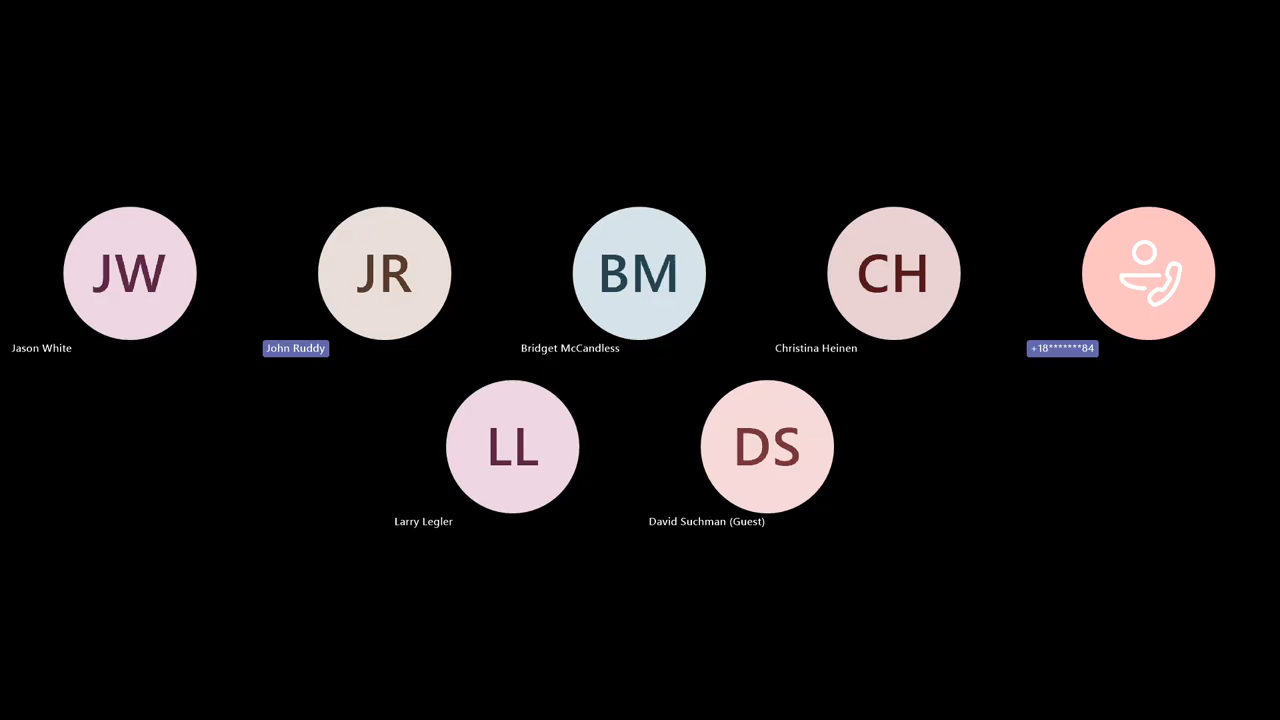 JW
JR
BM
CH
Jason White
John Ruddy
Bridget McCandless
Christina Heinen
+18*******84
LL
DS
Larry Legler
David Suchman (Guest)